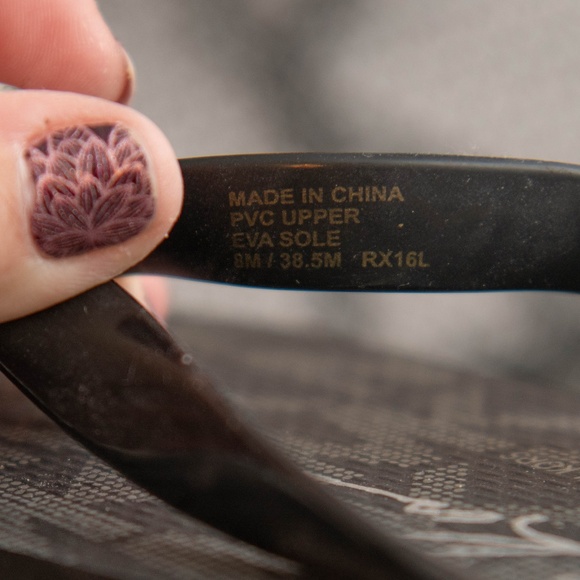 MADE IN CHINA
PVC UPPER
EVA SOLE
8M / 38.5M RX16L